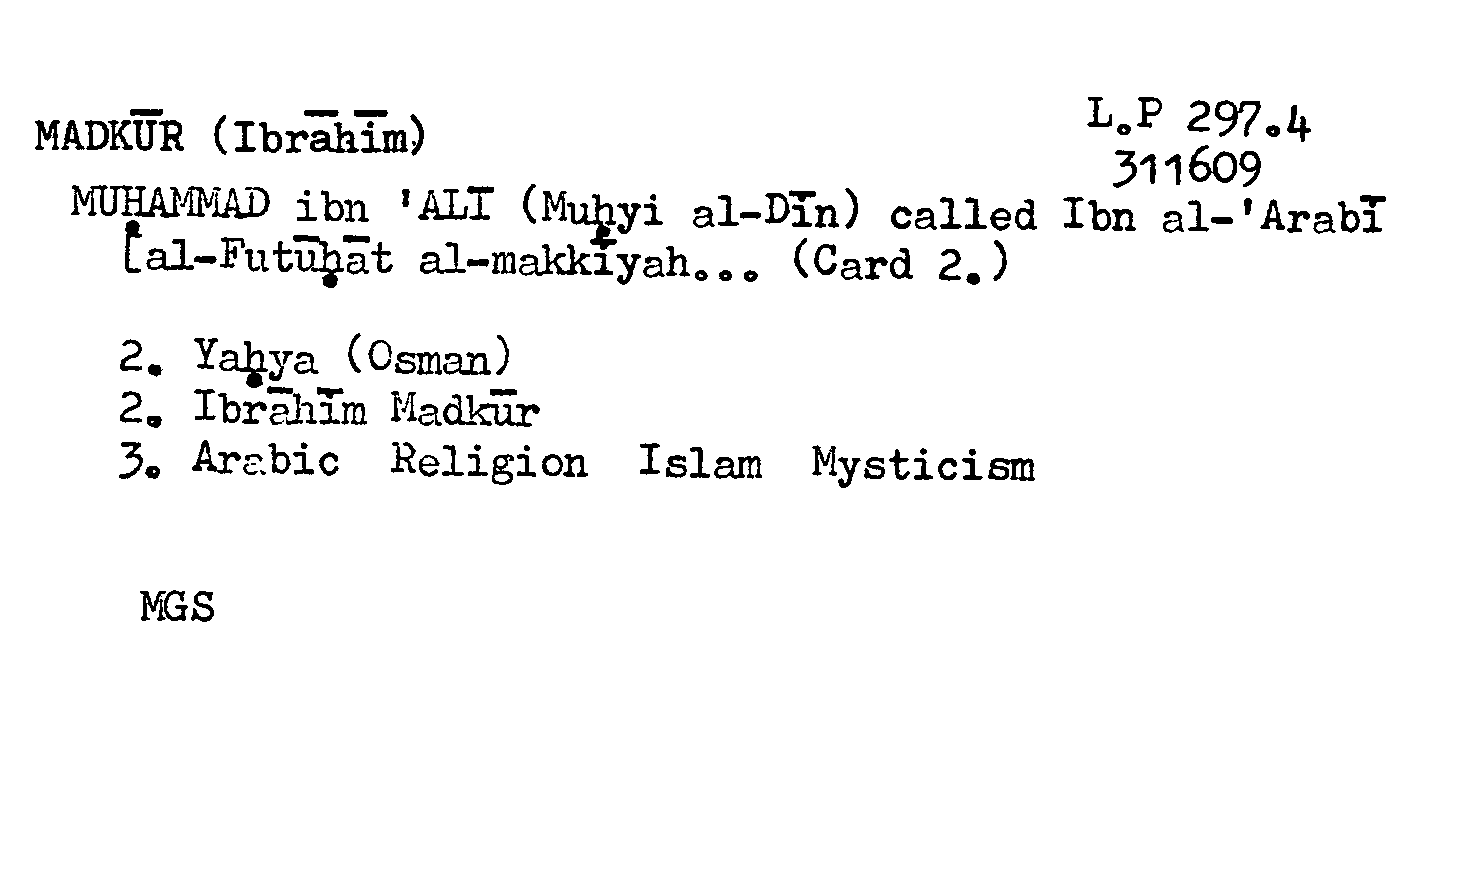 MADKŪR (Ibrāhīm)
L.P 297.4
311609
MUḤAMMAD ibn 'ALĪ (Muḥyi al-Dīn) called Ibn al-'Arabī
[al-Futūḥāt al-makkīyah... (Card 2.)
2. Yaḥya (Osman)
2. Ibrāhīm Madkūr
3. Arabic Religion Islam Mysticism
MGS